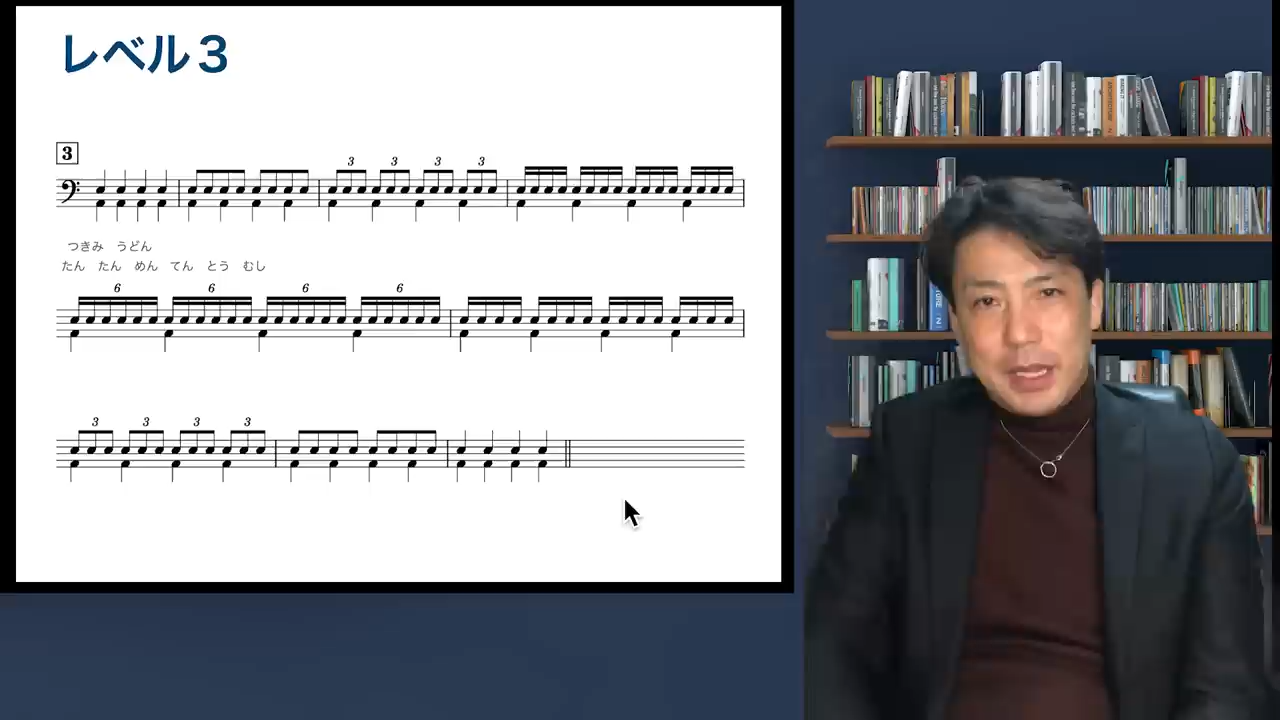 レベル３
3
3 3 3 3
つきみ うどん
たん たん めん てん とう むし
6 6 6 6
3 3 3 3